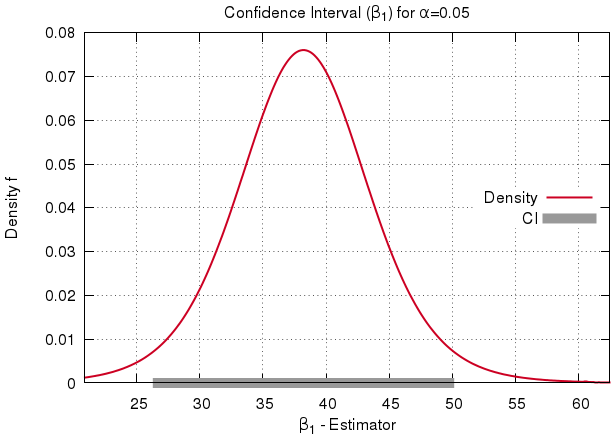 Confidence Interval (β₁) for α=0.05
0.08
0.07
0.06
0.05
0.04
0.03
0.02
0.01
0
Density f
Density
CI
25 30 35 40 45 50 55 60
β₁ - Estimator